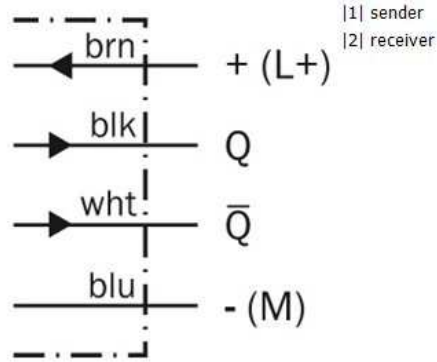 |1| sender
|2| receiver
brn + (L+)
blk Q
wht Q̅
blu - (M)